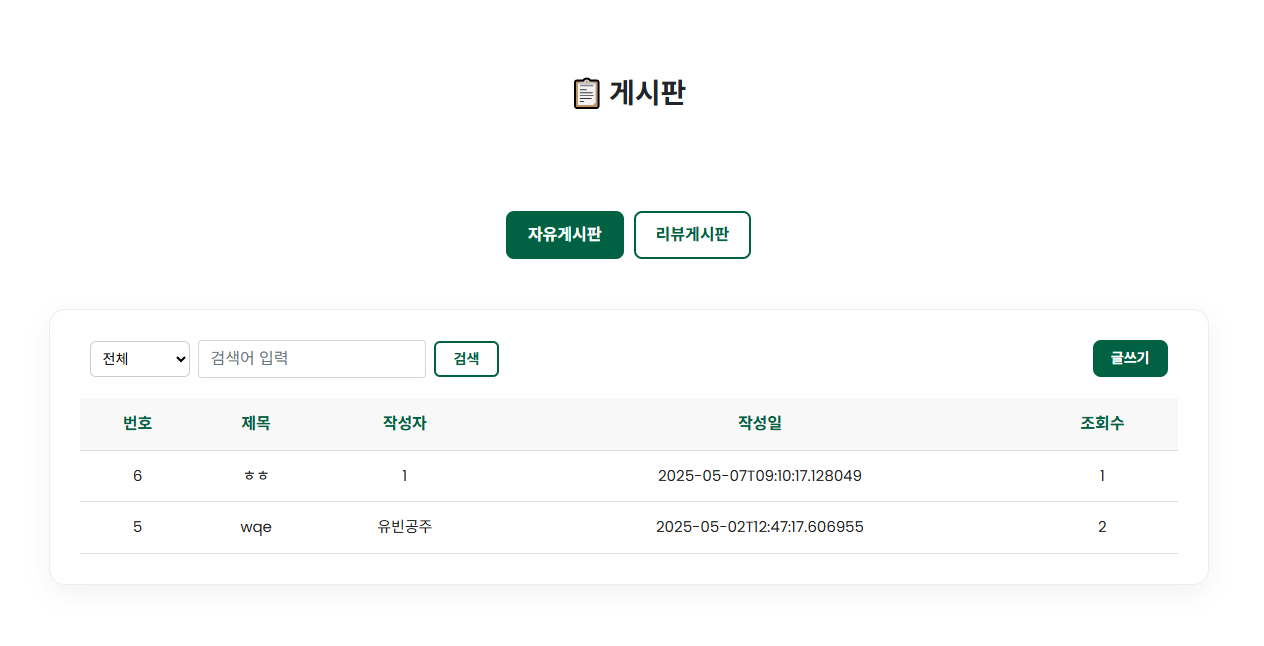 📋 게시판
자유게시판 리뷰게시판
전체 검색어 입력 검색 글쓰기
번호 제목 작성자 작성일 조회수
6 ㅎㅎ 1 2025-05-07T09:10:17.128049 1
5 wqe 유빈공주 2025-05-02T12:47:17.606955 2